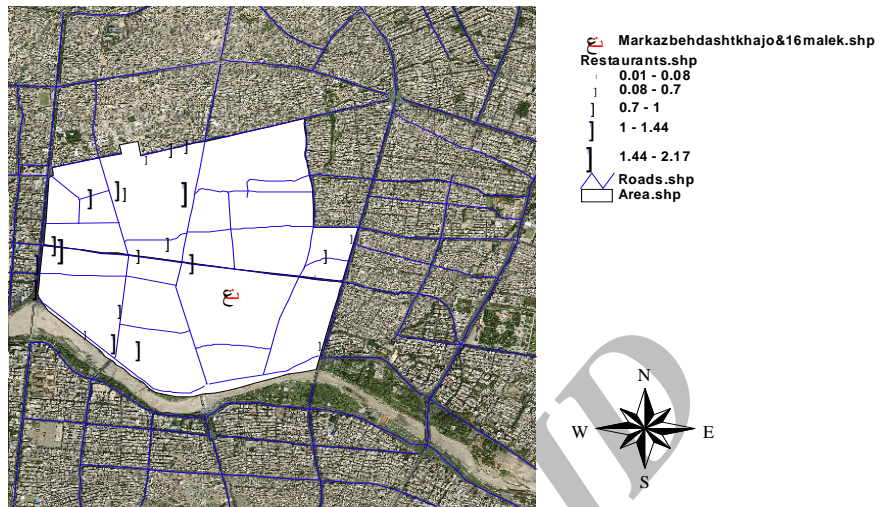 Markazbehdashtkhajo&16malek.shp
Restaurants.shp
0.01 - 0.08
0.08 - 0.7
0.7 - 1
1 - 1.44
1.44 - 2.17
Roads.shp
Area.shp
N
W E
S